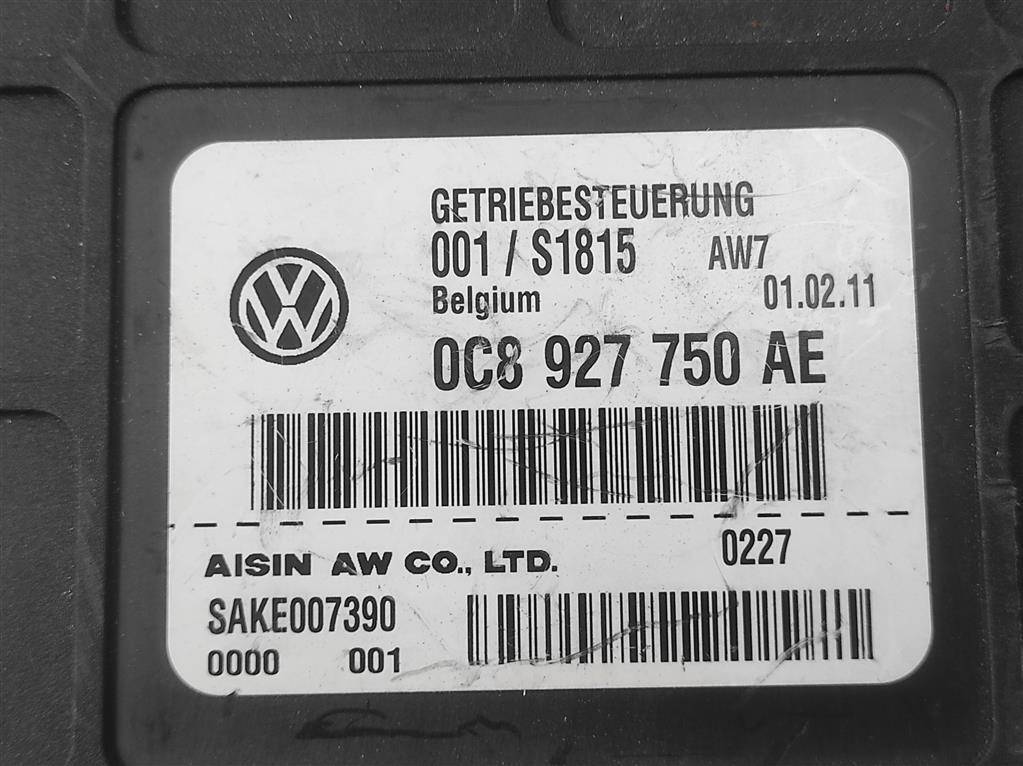 GETRIEBESTEUERUNG
001 / S1815 AW7
Belgium 01.02.11
0C8 927 750 AE
AISIN AW CO., LTD. 0227
SAKE007390
0000 001